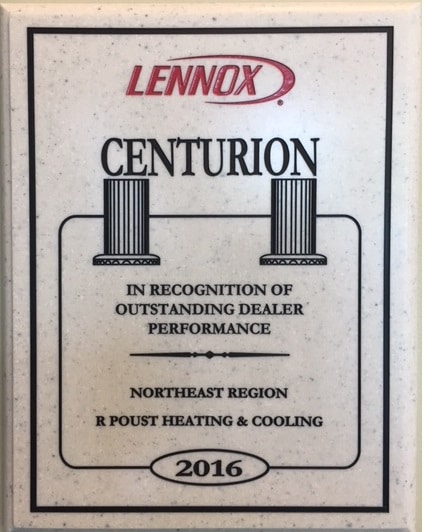 LENNOX
CENTURION
IN RECOGNITION OF
OUTSTANDING DEALER
PERFORMANCE
NORTHEAST REGION
R POUST HEATING & COOLING
2016